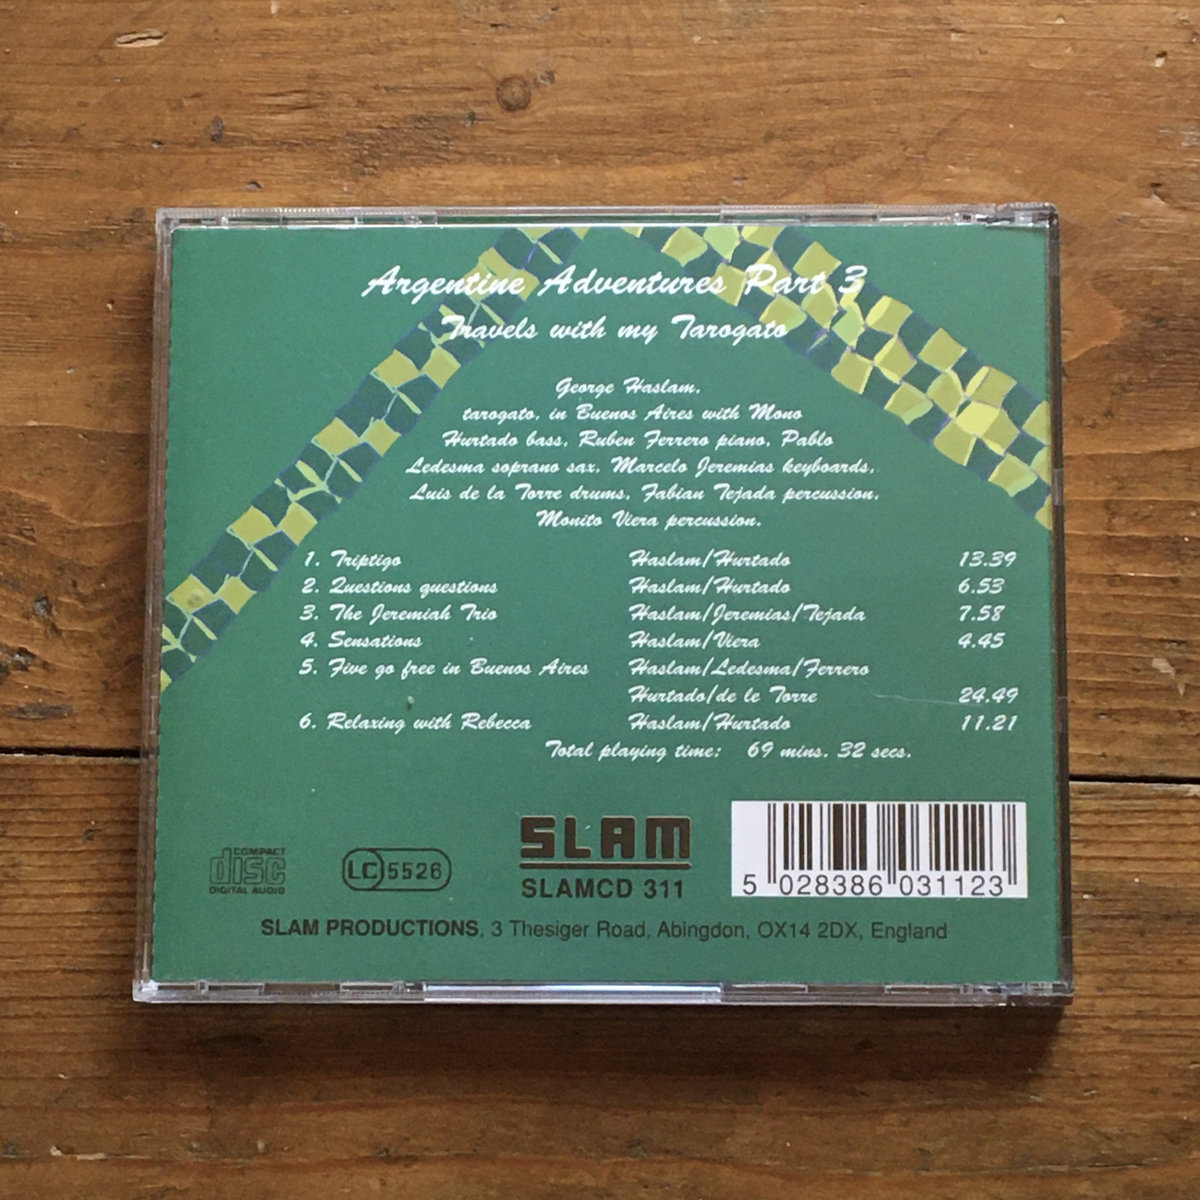 Argentine Adventures Part 3
Travels with my Tarogato
George Haslam,
tarogato, in Buenos Aires with Mono
Hurtado bass, Ruben Ferrero piano, Pablo
Ledesma soprano sax, Marcelo Jeremias keyboards,
Luis de la Torre drums, Fabian Tejada percussion,
Monito Viera percussion.
1. Triptigo Haslam/Hurtado 13.39
2. Questions questions Haslam/Hurtado 6.53
3. The Jeremiah Trio Haslam/Jeremias/Tejada 7.58
4. Sensations Haslam/Viera 4.45
5. Five go free in Buenos Aires Haslam/Ledesma/Ferrero
Hurtado/de le Torre 24.49
6. Relaxing with Rebecca Haslam/Hurtado 11.21
Total playing time: 69 mins. 32 secs.
COMPACT
disc
DIGITAL AUDIO
LC 5526
SLAM
SLAMCD 311
5 028386 031123
SLAM PRODUCTIONS, 3 Thesiger Road, Abingdon, OX14 2DX, England